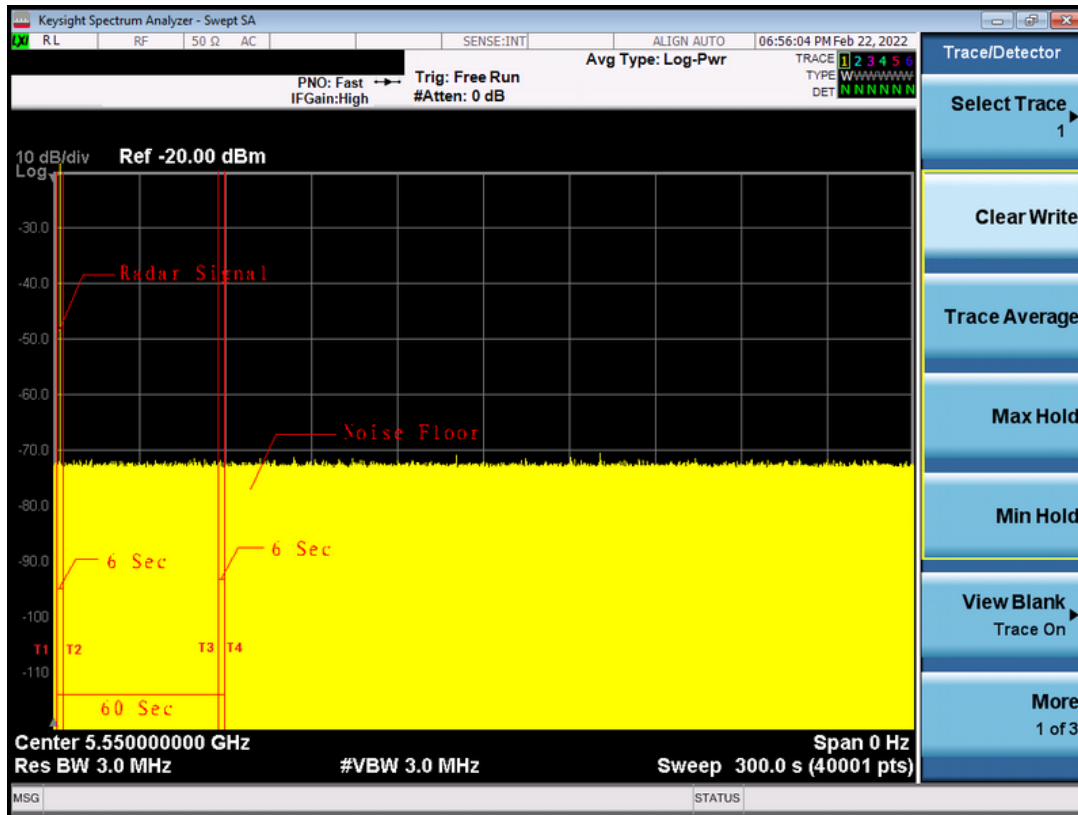 Keysight Spectrum Analyzer - Swept SA
LXI RL RF 50 Ω AC SENSE:INT ALIGN AUTO 06:56:04 PM Feb 22, 2022
Avg Type: Log-Pwr TRACE 1 2 3 4 5 6
PNO: Fast Trig: Free Run TYPE WWWWWWW
IFGain:High #Atten: 0 dB DET N N N N N N
10 dB/div Ref -20.00 dBm
Log
-30.0
Radar Signal
-40.0
-50.0
-60.0
Noise Floor
-70.0
-80.0
6 Sec
-90.0
6 Sec
-100
T1 T2 T3 T4
-110
60 Sec
Center 5.550000000 GHz Span 0 Hz
Res BW 3.0 MHz #VBW 3.0 MHz Sweep 300.0 s (40001 pts)
MSG STATUS
Trace/Detector
Select Trace
1
Clear Write
Trace Average
Max Hold
Min Hold
View Blank
Trace On
More
1 of 3